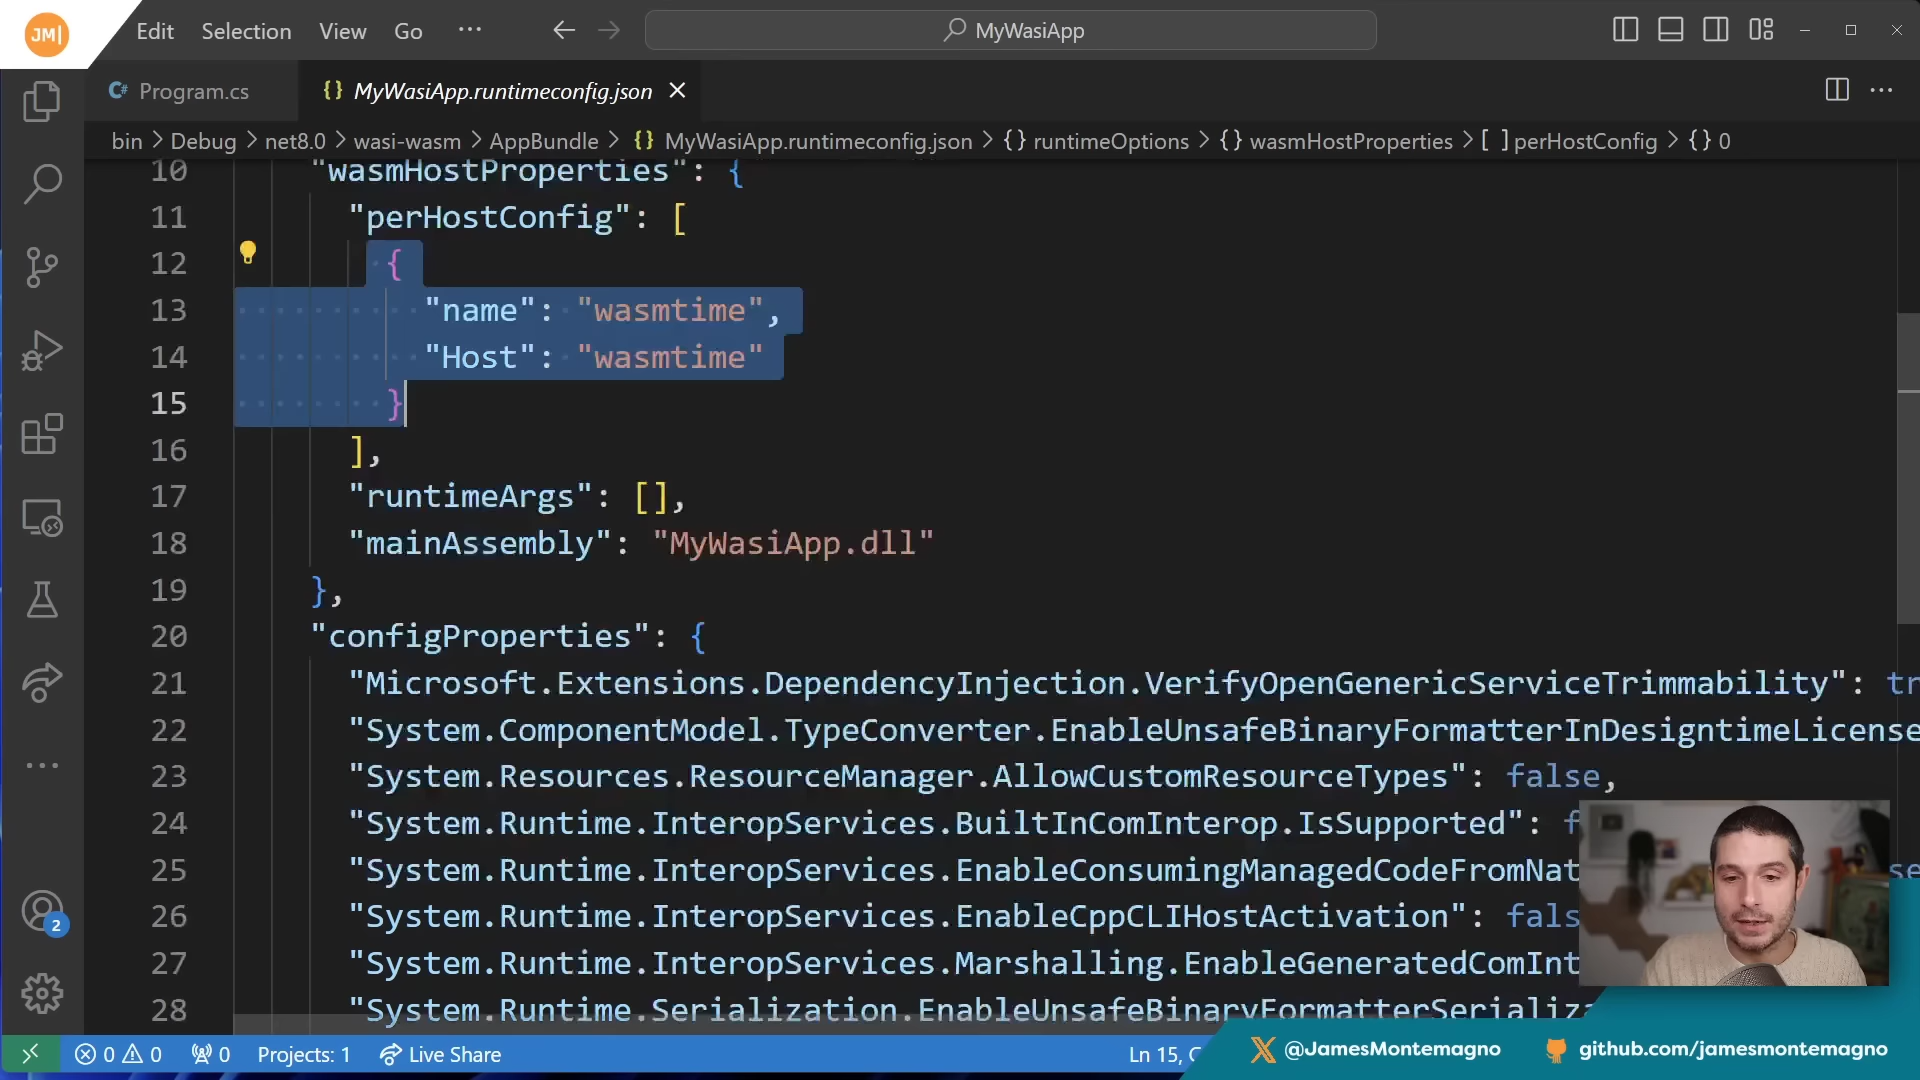 JM|
Edit Selection View Go ···
MyWasiApp
C# Program.cs
{} MyWasiApp.runtimeconfig.json
bin > Debug > net8.0 > wasi-wasm > AppBundle > {} MyWasiApp.runtimeconfig.json > {} runtimeOptions > {} wasmHostProperties > [ ] perHostConfig > {} 0
10 "wasmHostProperties": {
11 "perHostConfig": [
12 {
13 "name": "wasmtime",
14 "Host": "wasmtime"
15 }
16 ],
17 "runtimeArgs": [],
18 "mainAssembly": "MyWasiApp.dll"
19 },
20 "configProperties": {
21 "Microsoft.Extensions.DependencyInjection.VerifyOpenGenericServiceTrimmability": tr
22 "System.ComponentModel.TypeConverter.EnableUnsafeBinaryFormatterInDesigntimeLicense
23 "System.Resources.ResourceManager.AllowCustomResourceTypes": false,
24 "System.Runtime.InteropServices.BuiltInComInterop.IsSupported": f
25 "System.Runtime.InteropServices.EnableConsumingManagedCodeFromNat se
26 "System.Runtime.InteropServices.EnableCppCLIHostActivation": fals
27 "System.Runtime.InteropServices.Marshalling.EnableGeneratedComInt
28 "System.Runtime.Serialization.EnableUnsafeBinaryFormatterSerializa
2
0 0 0 Projects: 1 Live Share Ln 15, C
@JamesMontemagno github.com/jamesmontemagno